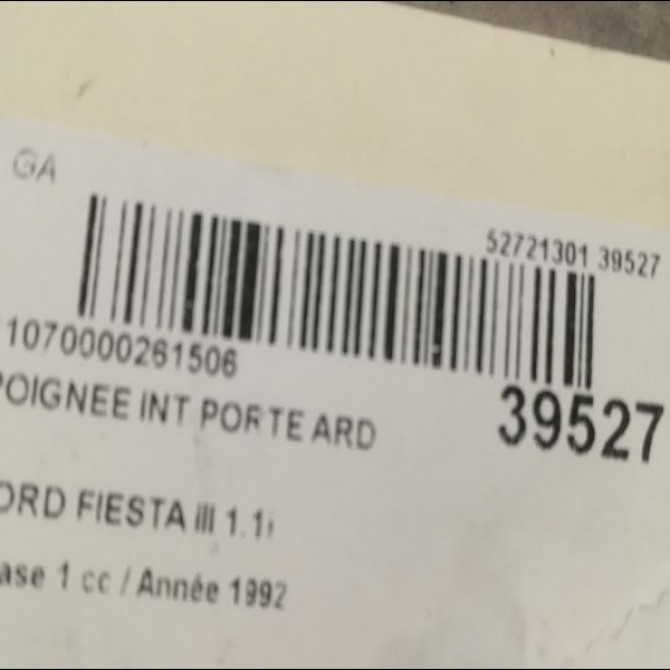 GA
52721301 39527
1070000261506
POIGNEE INT PORTE ARD
39527
ORD FIESTA III 1.1i
ase 1 cc / Année 1992